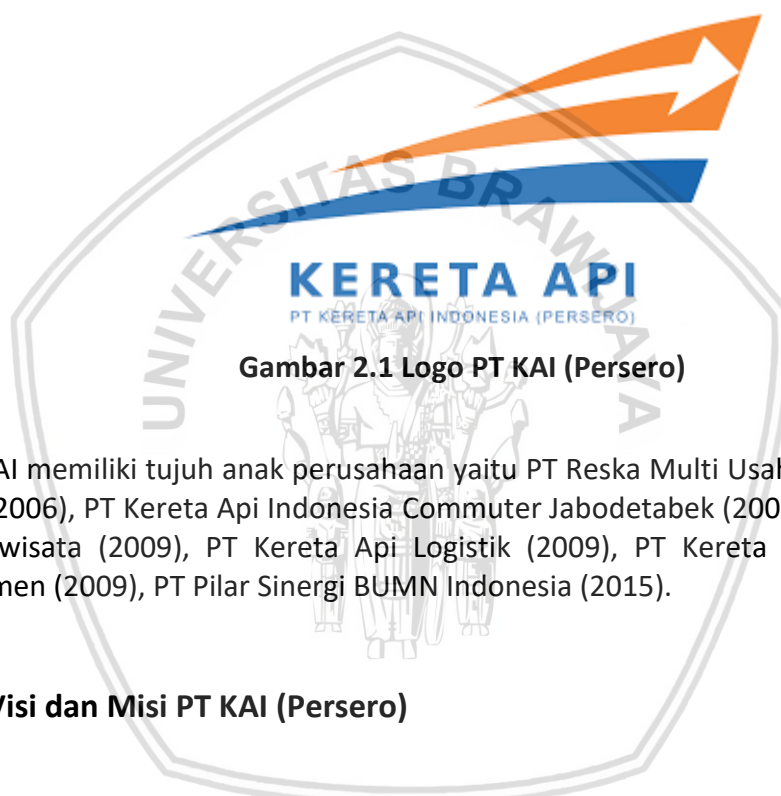 UNIVERSITAS BRAWIJAYA
KERETA API
PT KERETA API INDONESIA (PERSERO)
Gambar 2.1 Logo PT KAI (Persero)
AI memiliki tujuh anak perusahaan yaitu PT Reska Multi Usah
2006), PT Kereta Api Indonesia Commuter Jabodetabek (200
wisata (2009), PT Kereta Api Logistik (2009), PT Kereta
men (2009), PT Pilar Sinergi BUMN Indonesia (2015).
Visi dan Misi PT KAI (Persero)